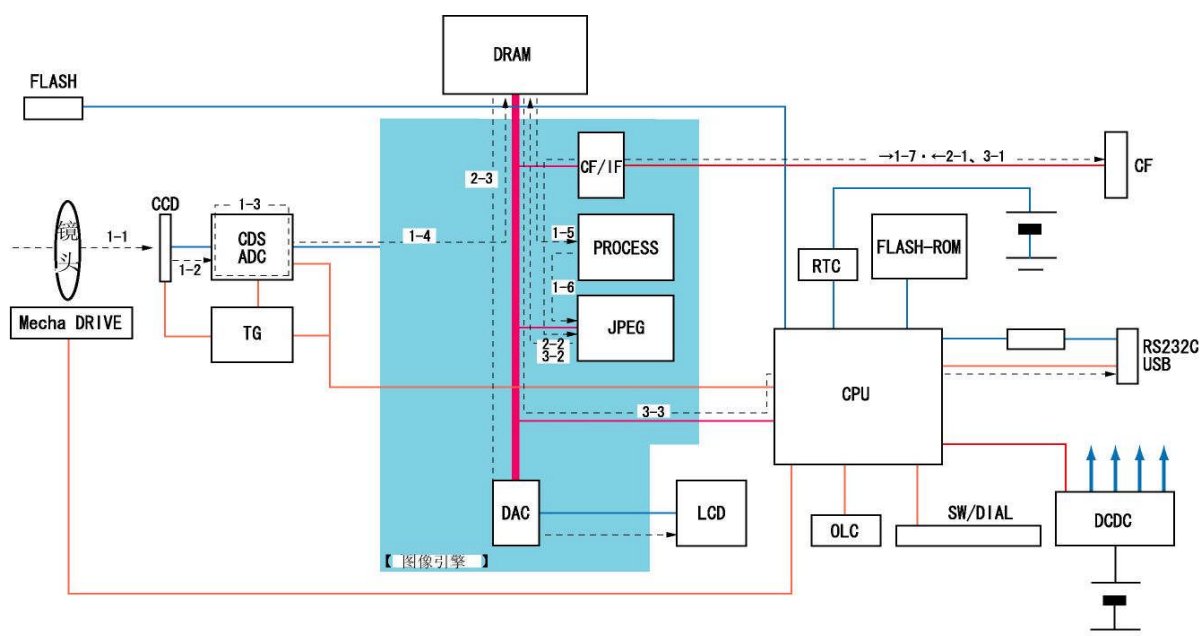 DRAM
FLASH
CF/IF
→1-7・←2-1、3-1
CF
2-3
CCD
1-3
镜头
1-1
CDS
ADC
1-4
1-5
PROCESS
1-2
RTC
FLASH-ROM
1-6
Mecha DRIVE
TG
JPEG
2-2
3-2
RS232C
USB
CPU
3-3
DAC
LCD
OLC
SW/DIAL
DCDC
【 图像引擎 】